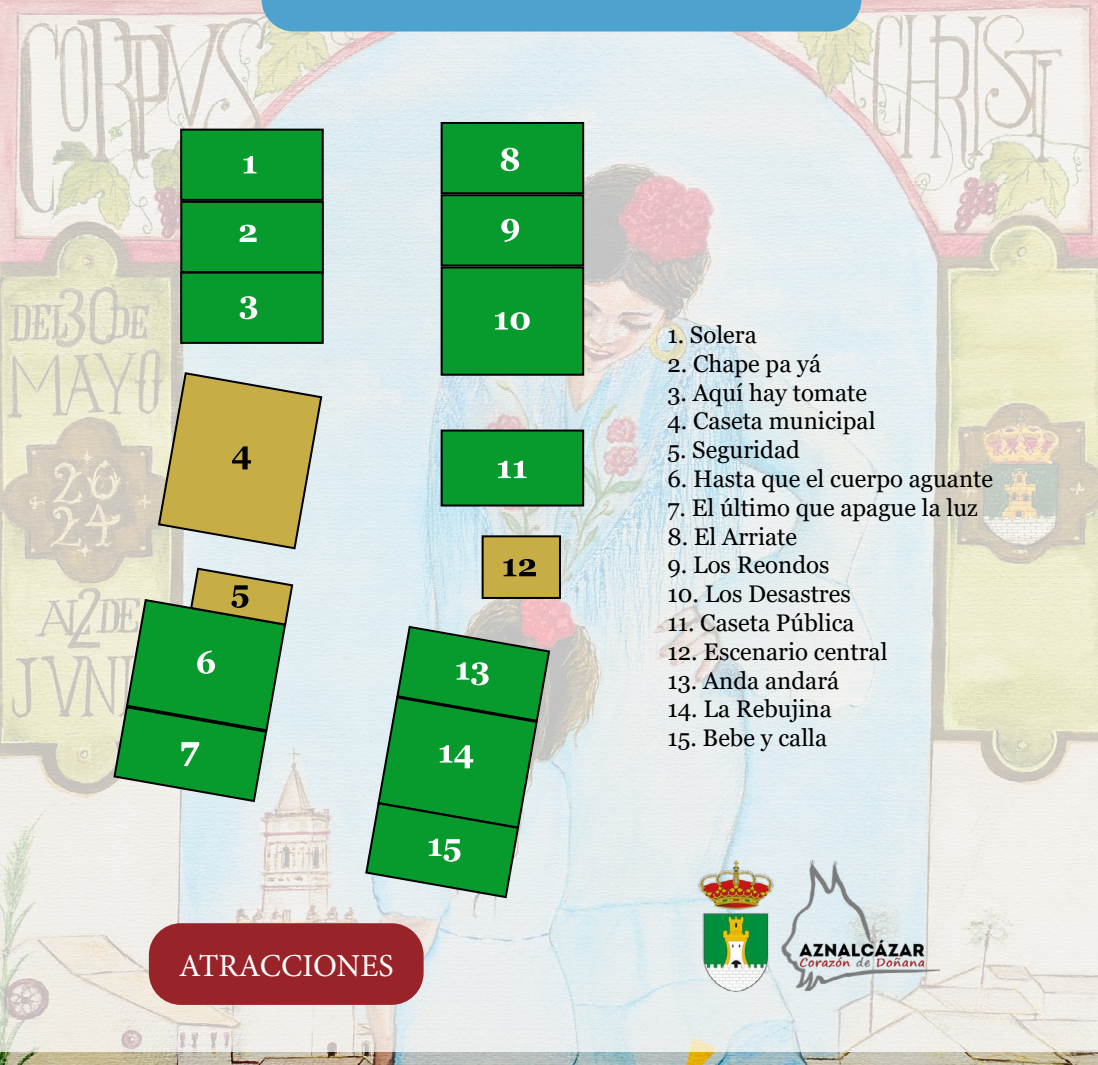 CORPVS CHRISTI
DEL 30 DE
MAYO
20
24
AL 2 DE
JVNI
1
2
3
4
5
6
7
8
9
10
11
12
13
14
15
1. Solera
2. Chape pa yá
3. Aquí hay tomate
4. Caseta municipal
5. Seguridad
6. Hasta que el cuerpo aguante
7. El último que apague la luz
8. El Arriate
9. Los Reondos
10. Los Desastres
11. Caseta Pública
12. Escenario central
13. Anda andará
14. La Rebujina
15. Bebe y calla
ATRACCIONES
AZNALCÁZAR
Corazón de Doñana